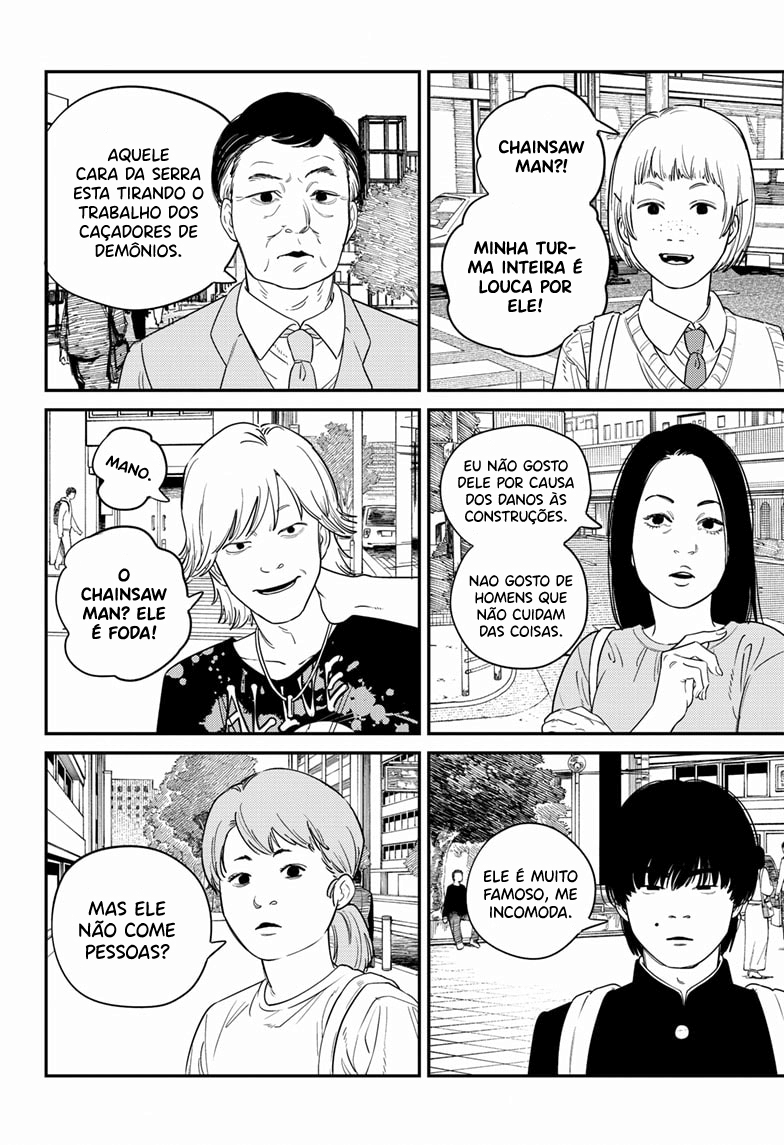 CHAINSAW
MAN?!
MINHA TUR-
MA INTEIRA É
LOUCA POR
ELE!
AQUELE
CARA DA SERRA
ESTA TIRANDO O
TRABALHO DOS
CAÇADORES DE
DEMÔNIOS.
EU NÃO GOSTO
DELE POR CAUSA
DOS DANOS ÀS
CONSTRUÇÕES.
NAO GOSTO DE
HOMENS QUE
NÃO CUIDAM
DAS COISAS.
MANO.
O
CHAINSAW
MAN? ELE
É FODA!
ELE É MUITO
FAMOSO, ME
INCOMODA.
MAS ELE
NÃO COME
PESSOAS?